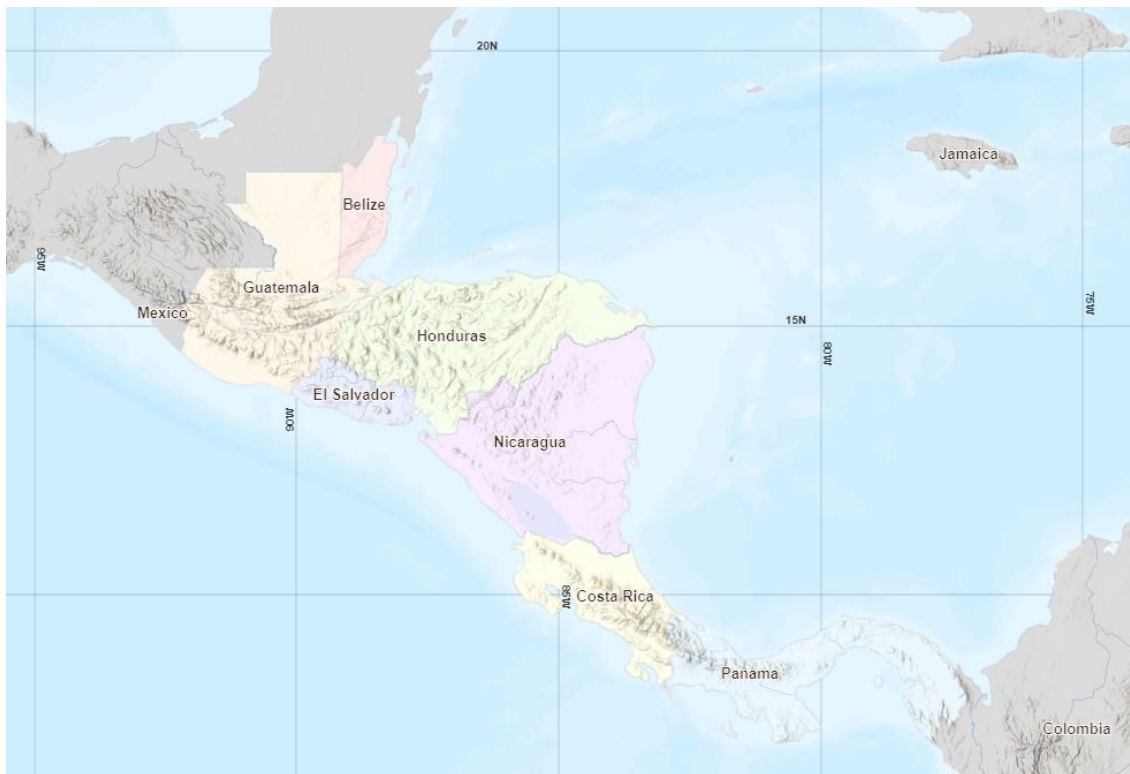 20N
Jamaica
Belize
95W
Guatemala
75W
Mexico
15N
Honduras
80W
El Salvador
90W
Nicaragua
85W
Costa Rica
Panama
Colombia